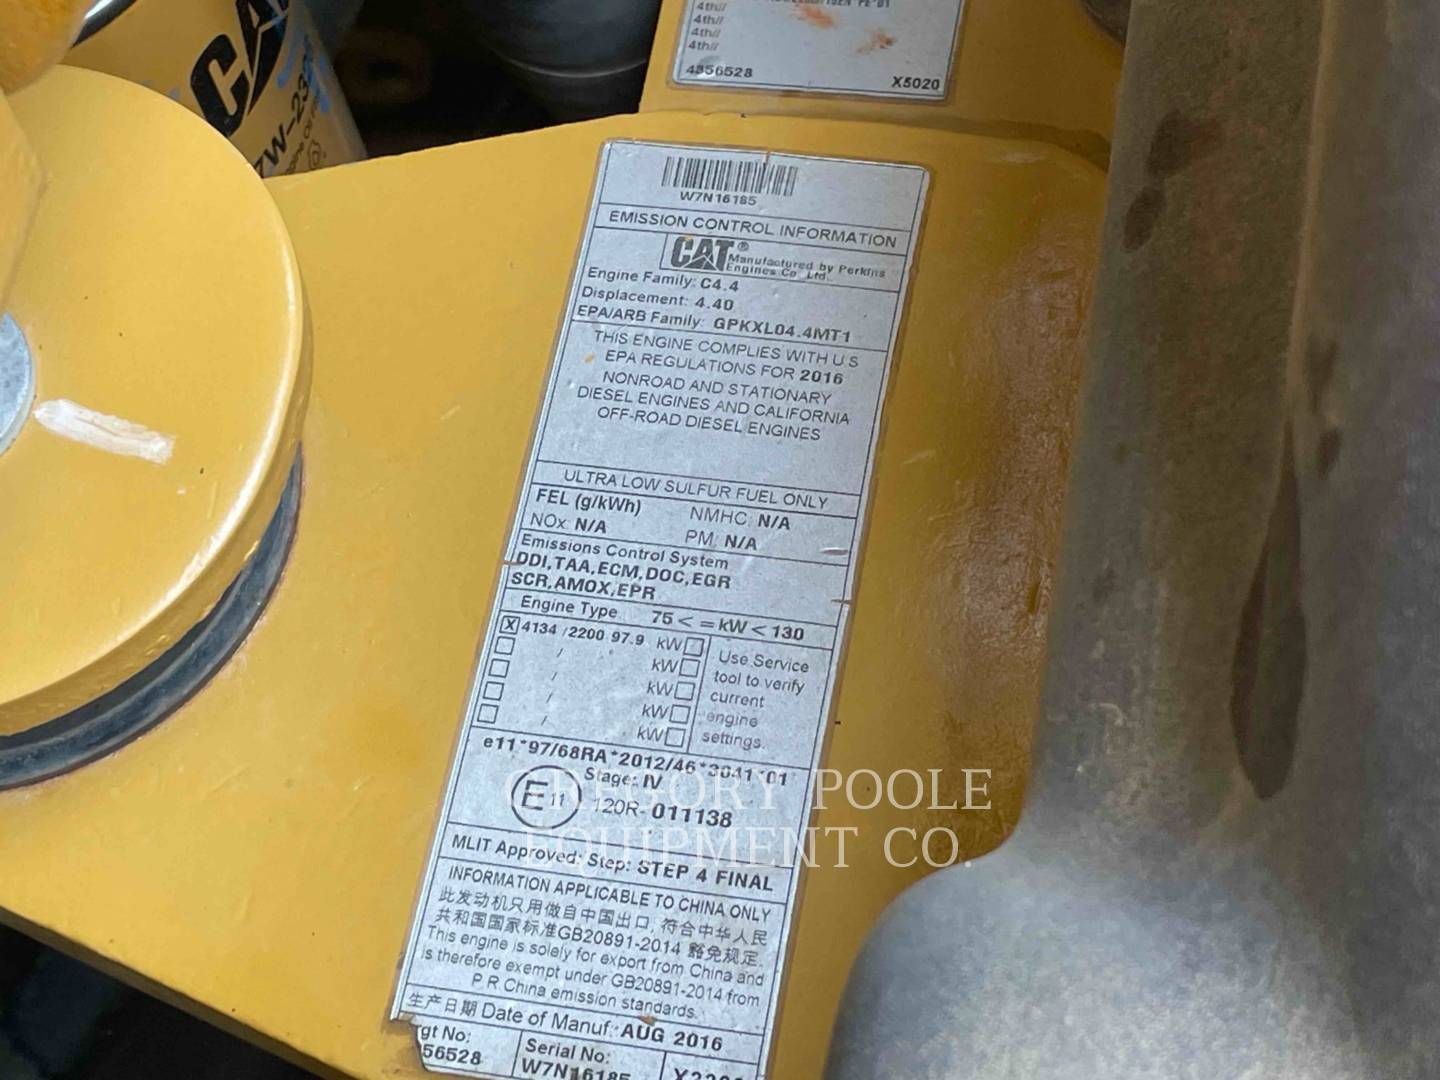 CAT
4th//
4th//
4th//
4th//
4356528 X5020
W7N16185
EMISSION CONTROL INFORMATION
CAT® Manufactured by Perkins
Engines Co. Ltd.
Engine Family: C4.4
Displacement: 4.40
EPA/ARB Family: GPKXL04.4MT1
THIS ENGINE COMPLIES WITH U S
EPA REGULATIONS FOR 2016
NONROAD AND STATIONARY
DIESEL ENGINES AND CALIFORNIA
OFF-ROAD DIESEL ENGINES
ULTRA LOW SULFUR FUEL ONLY
FEL (g/kWh) NMHC: N/A
NOx: N/A PM: N/A
Emissions Control System
DDI,TAA,ECM,DOC,EGR
SCR,AMOX,EPR
Engine Type 75 < = kW < 130
X 4134 /2200 97.9 kW
/ kW
/ kW
/ kW
/ kW
Use Service
tool to verify
current
engine
settings.
e11*97/68RA*2012/46*3041*01
Stage: IV
E 11 120R- 011138
GREGORY POOLE
EQUIPMENT CO.
MLIT Approved: Step: STEP 4 FINAL
INFORMATION APPLICABLE TO CHINA ONLY
此发动机只用做自中国出口, 符合中华人民
共和国国家标准GB20891-2014 豁免规定.
This engine is solely for export from China and
is therefore exempt under GB20891-2014 from
P.R.China emission standards.
生产日期 Date of Manuf: AUG 2016
gt No: Serial No:
56528 W7N16185